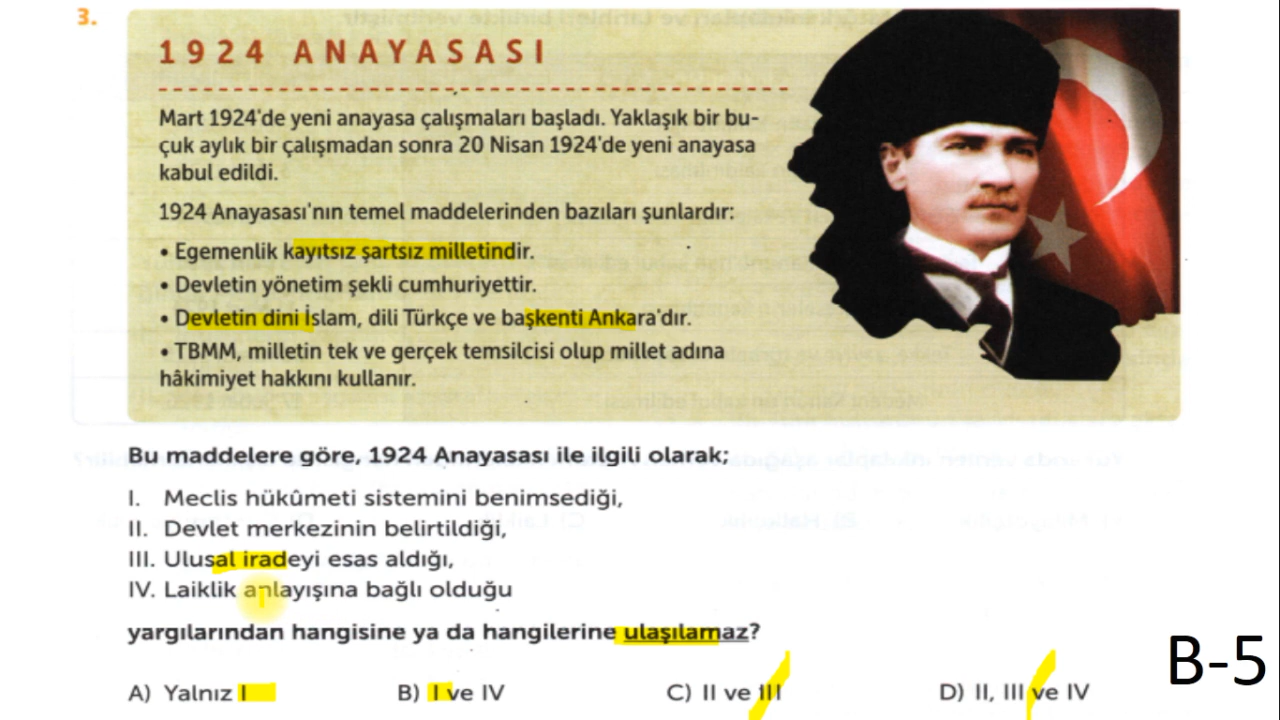 3.
1924 ANAYASASI
Mart 1924'de yeni anayasa çalışmaları başladı. Yaklaşık bir bu-
çuk aylık bir çalışmadan sonra 20 Nisan 1924'de yeni anayasa
kabul edildi.
1924 Anayasası'nın temel maddelerinden bazıları şunlardır:
• Egemenlik kayıtsız şartsız milletindir.
• Devletin yönetim şekli cumhuriyettir.
• Devletin dini İslam, dili Türkçe ve başkenti Ankara'dır.
• TBMM, milletin tek ve gerçek temsilcisi olup millet adına
hâkimiyet hakkını kullanır.
Bu maddelere göre, 1924 Anayasası ile ilgili olarak;
I. Meclis hükûmeti sistemini benimsediği,
II. Devlet merkezinin belirtildiği,
III. Ulusal iradeyi esas aldığı,
IV. Laiklik anlayışına bağlı olduğu
yargılarından hangisine ya da hangilerine ulaşılamaz?
A) Yalnız I B) I ve IV C) II ve III D) II, III ve IV
B-5